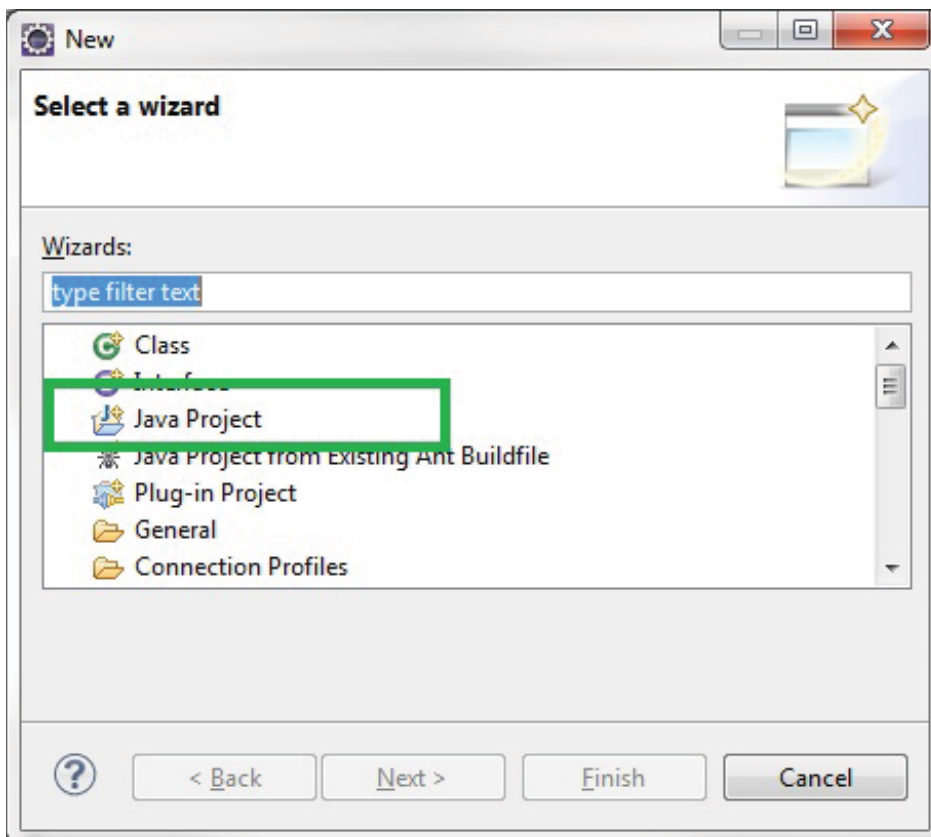 New
Select a wizard
Wizards:
type filter text
Class
Interface
Java Project
Java Project from Existing Ant Buildfile
Plug-in Project
General
Connection Profiles
< Back Next > Finish Cancel